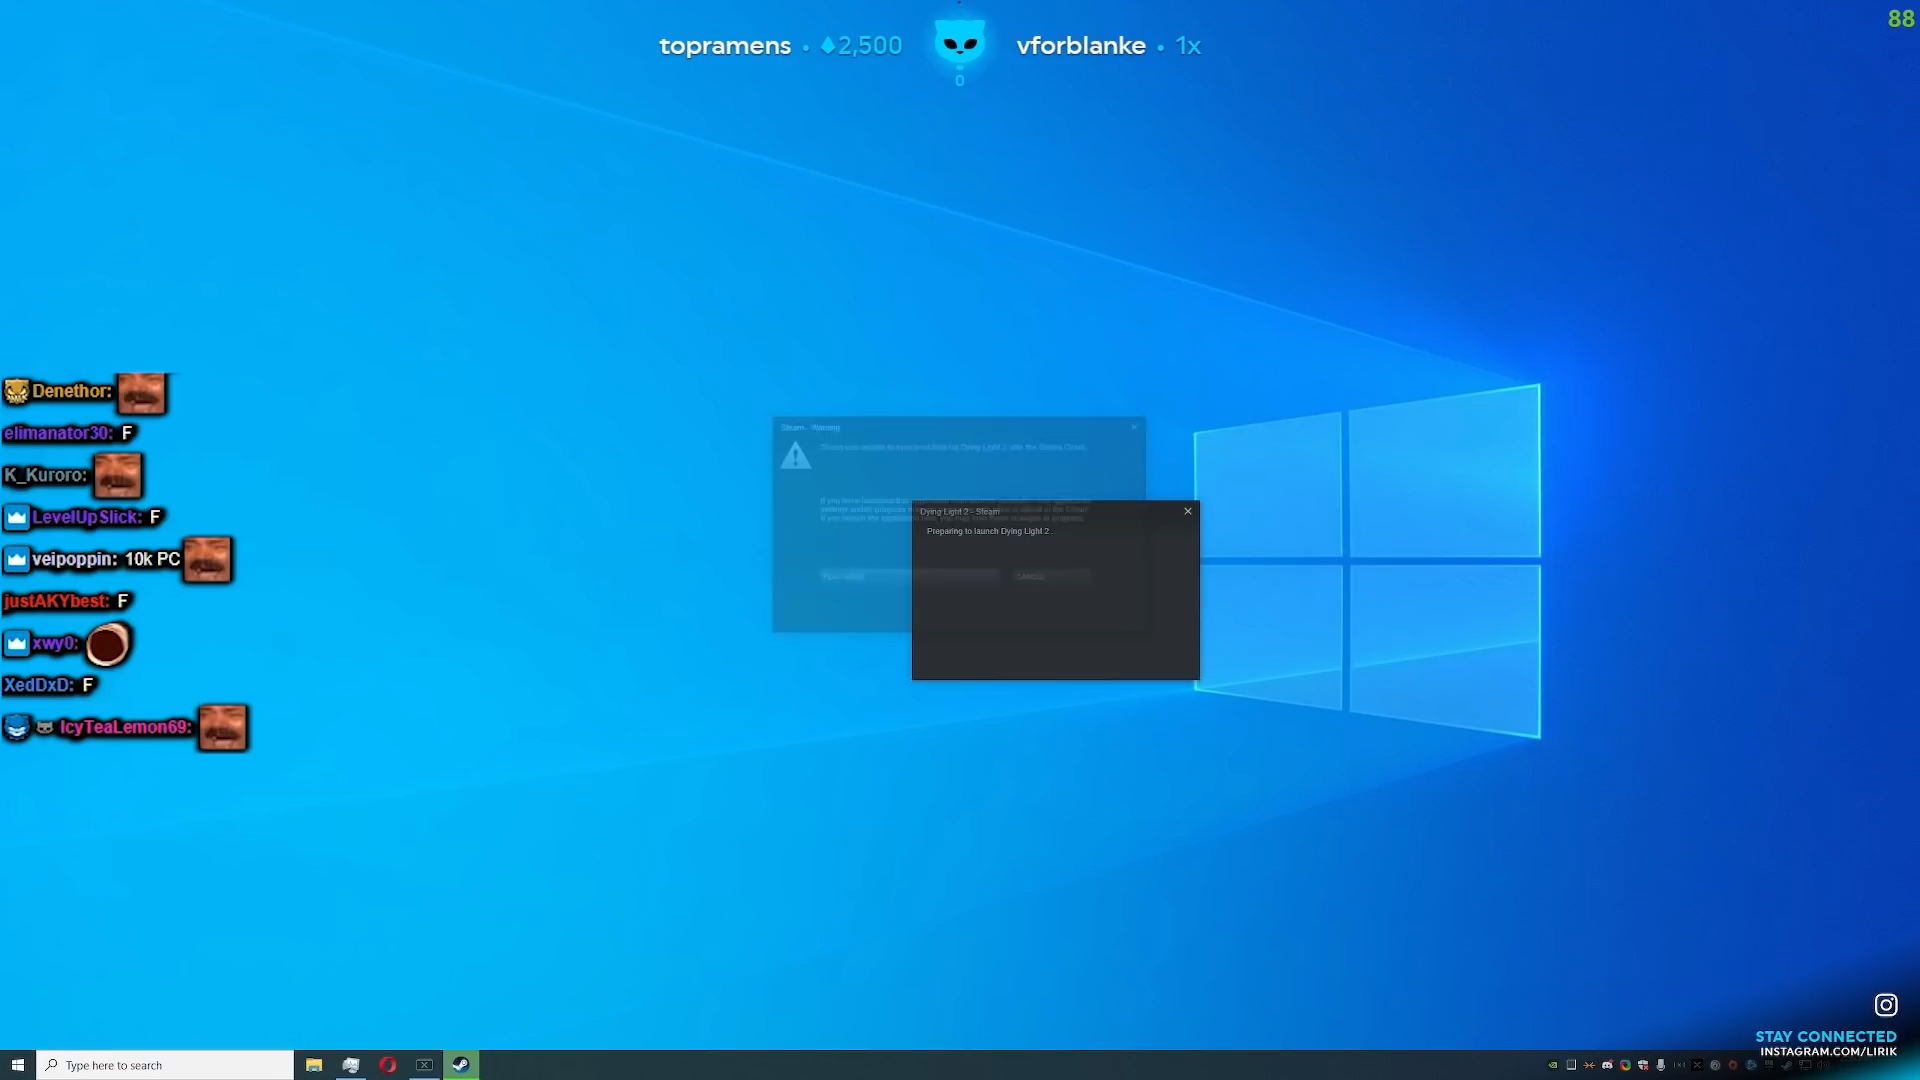 88
topramens • 2,500
vforblanke • 1x
0
Denethor:
elimanator30: F
K_Kuroro:
LevelUpSlick: F
veipoppin: 10k PC
justAKYbest: F
xwy0:
XedDxD: F
IcyTeaLemon69:
Steam - Warning
Dying Light 2 - Steam
Preparing to launch Dying Light 2 .
CANCEL
STAY CONNECTED
INSTAGRAM.COM/LIRIK
Type here to search